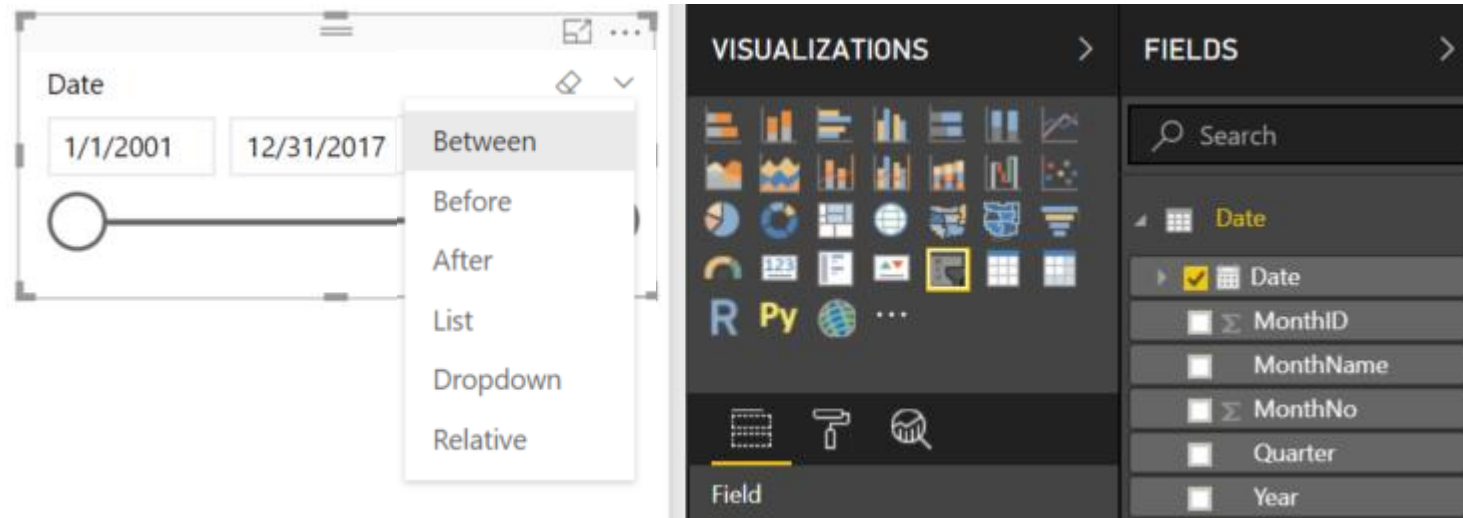 Date
1/1/2001
12/31/2017
Between
Before
After
List
Dropdown
Relative
VISUALIZATIONS
123
R
Py
Field
FIELDS
Search
Date
Date
Σ MonthID
MonthName
Σ MonthNo
Quarter
Year